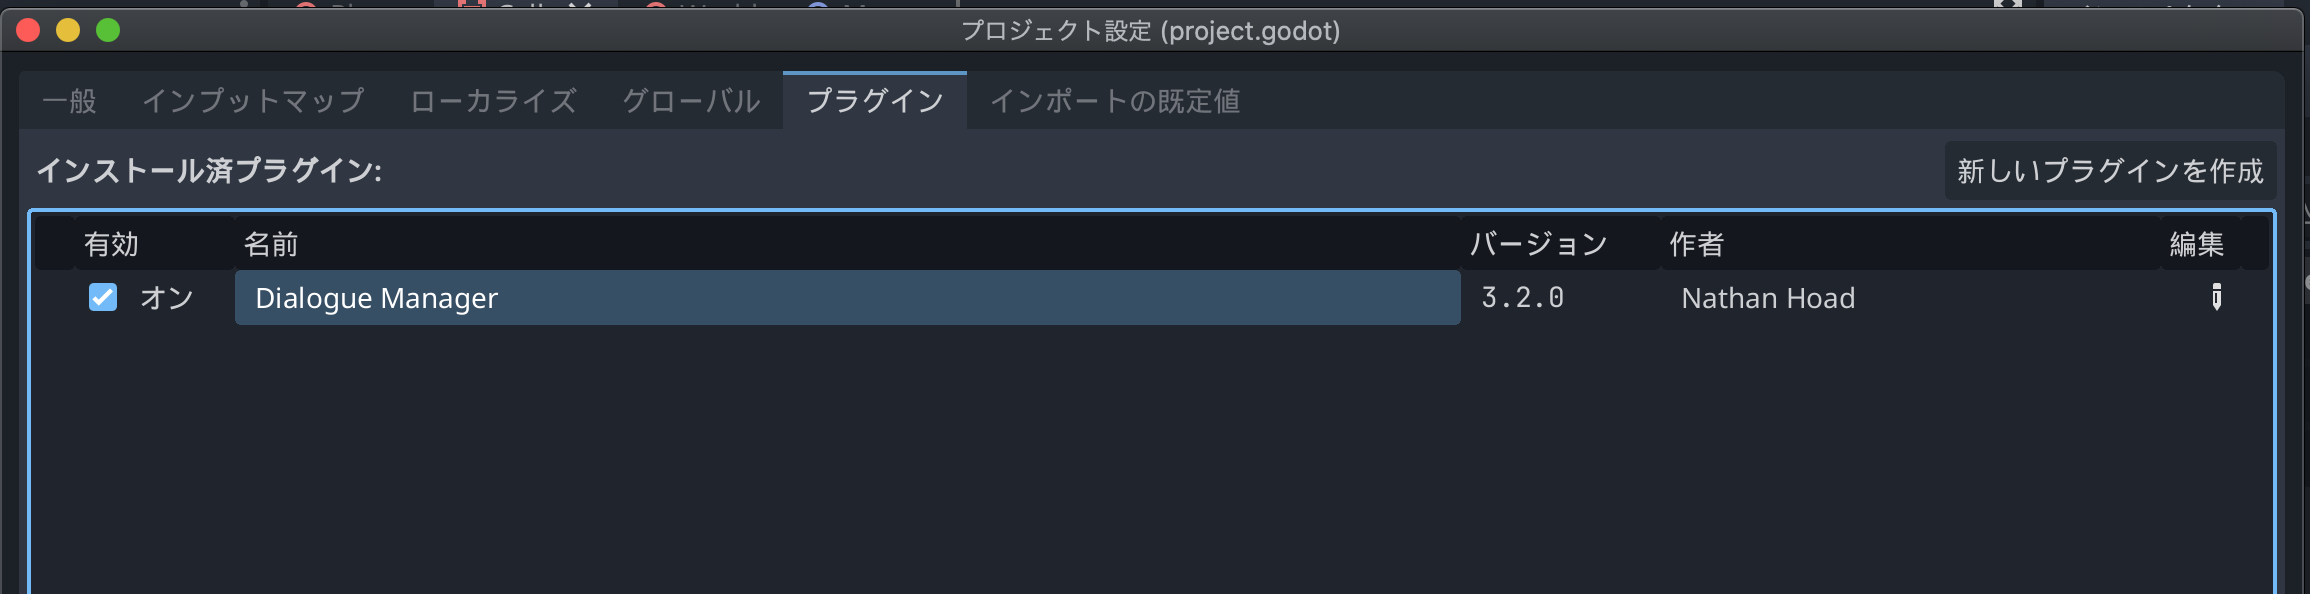 プロジェクト設定 (project.godot)
一般 インプットマップ ローカライズ グローバル プラグイン インポートの既定値
インストール済プラグイン: 新しいプラグインを作成
有効 名前 バージョン 作者 編集
オン Dialogue Manager 3.2.0 Nathan Hoad